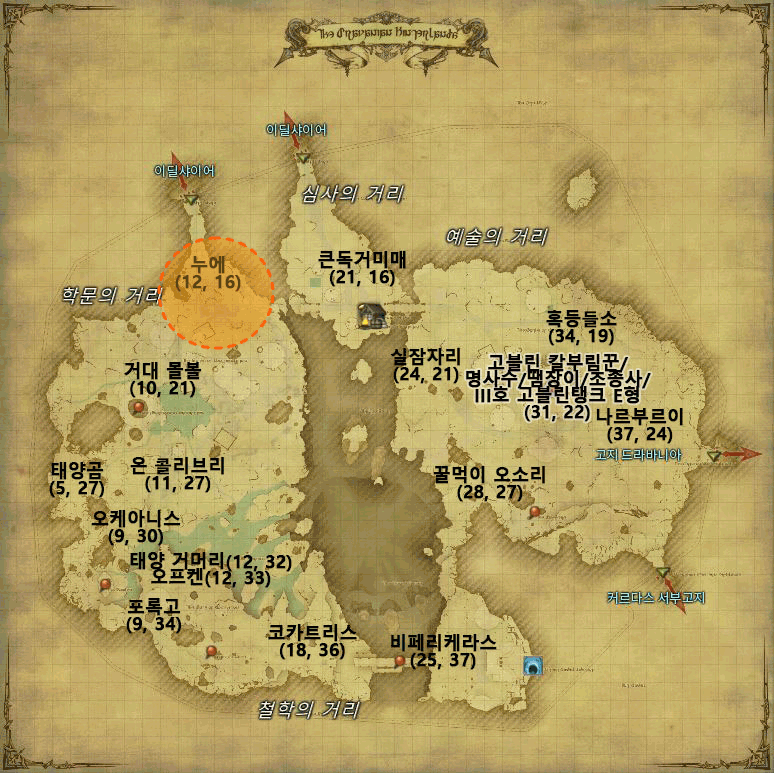 이딜샤이어
이딜샤이어
심사의 거리
예술의 거리
누에
(12, 16)
큰독거미매
(21, 16)
학문의 거리
혹등들소
(34, 19)
실잠자리
(24, 21)
고블린 칼부림꾼/
명사수/땜장이/조종사/
III호 고블린탱크 E형
(31, 22)
거대 몰볼
(10, 21)
나르부르이
(37, 24)
고지 드라바니아
태양곰
(5, 27)
온 콜리브리
(11, 27)
꿀먹이 오소리
(28, 27)
오케아니스
(9, 30)
태양 거머리(12, 32)
오프켄(12, 33)
포록고
(9, 34)
커르다스 서부고지
코카트리스
(18, 36)
비페리케라스
(25, 37)
철학의 거리